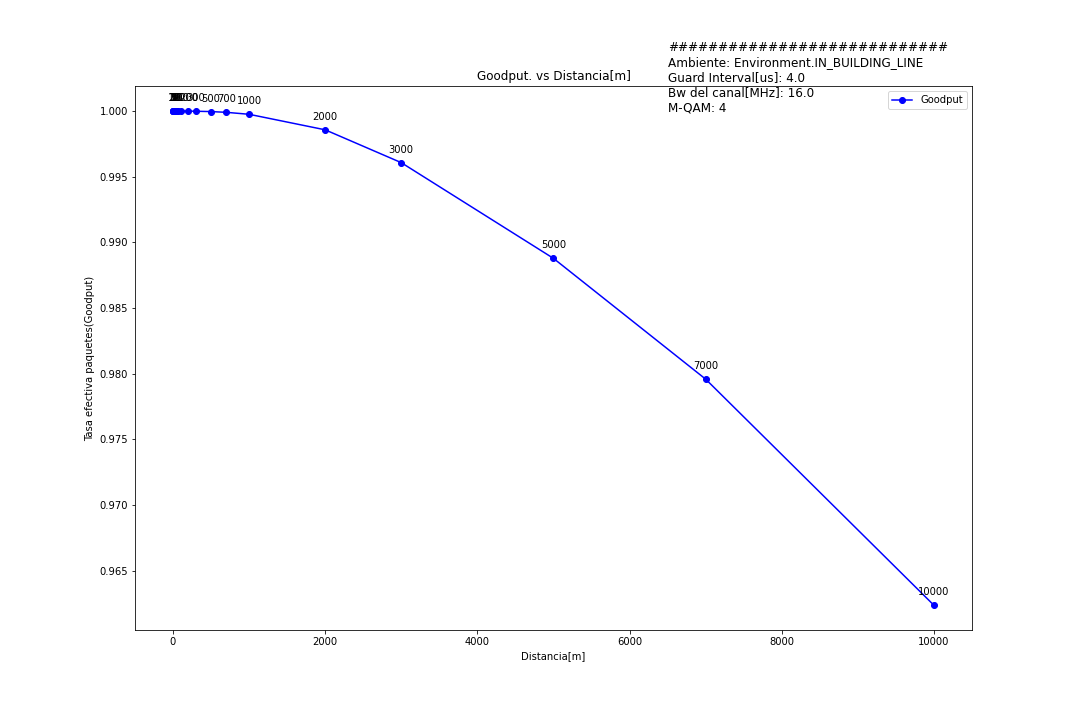 ###########################
Ambiente: Environment.IN_BUILDING_LINE
Goodput. vs Distancia[m]
Guard Interval[us]: 4.0
Bw del canal[MHz]: 16.0
M-QAM: 4
Goodput
500
700
1000
2000
3000
5000
7000
10000
1.000
0.995
0.990
0.985
0.980
0.975
0.970
0.965
Tasa efectiva paquetes(Goodput)
0
2000
4000
6000
8000
10000
Distancia[m]